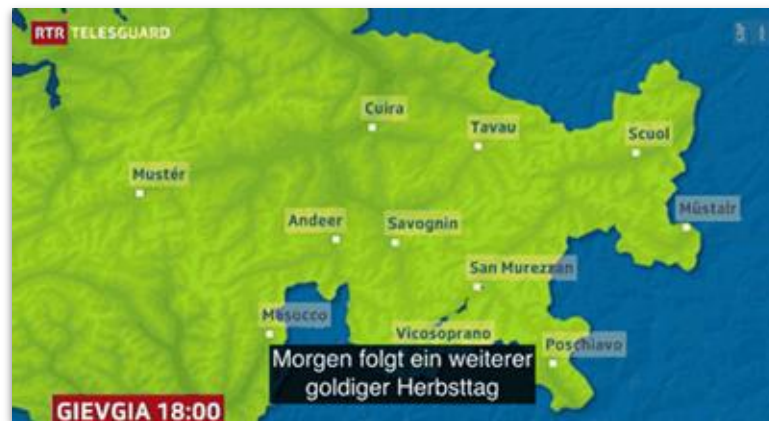 RTR TELESGUARD
Cuira
Tavau
Scuol
Mustér
Müstair
Andeer
Savognin
San Murezzan
Mesocco
Vicosoprano
Poschiavo
Morgen folgt ein weiterer
goldiger Herbsttag
GIEVGIA 18:00